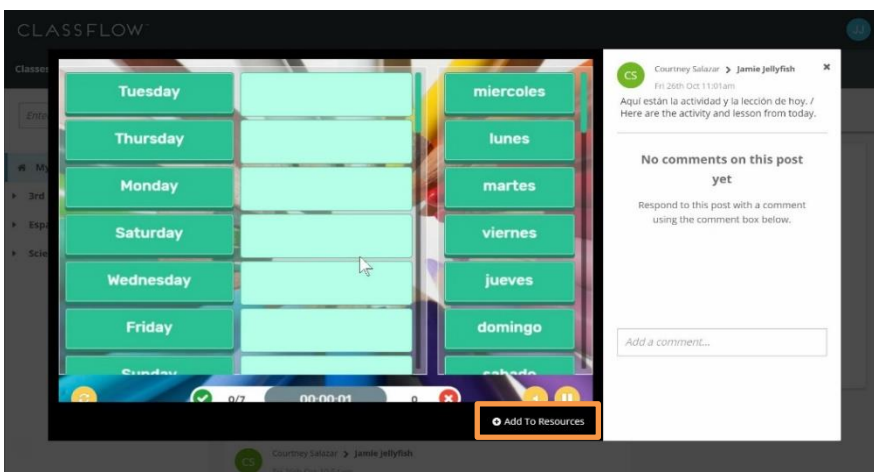 CLASSFLOW
JJ
Classes
Ente
My
3rd
Espa
Scie
Tuesday
Thursday
Monday
Saturday
Wednesday
Friday
Sunday
miercoles
lunes
martes
viernes
jueves
domingo
sabado
0/7
00:00:01
0
Add To Resources
CS
Courtney Salazar > Jamie Jellyfish
Fri 26th Oct 11:01am
Aquí están la actividad y la lección de hoy. /
Here are the activity and lesson from today.
No comments on this post
yet
Respond to this post with a comment
using the comment box below.
Add a comment...
CS
Courtney Salazar > Jamie Jellyfish